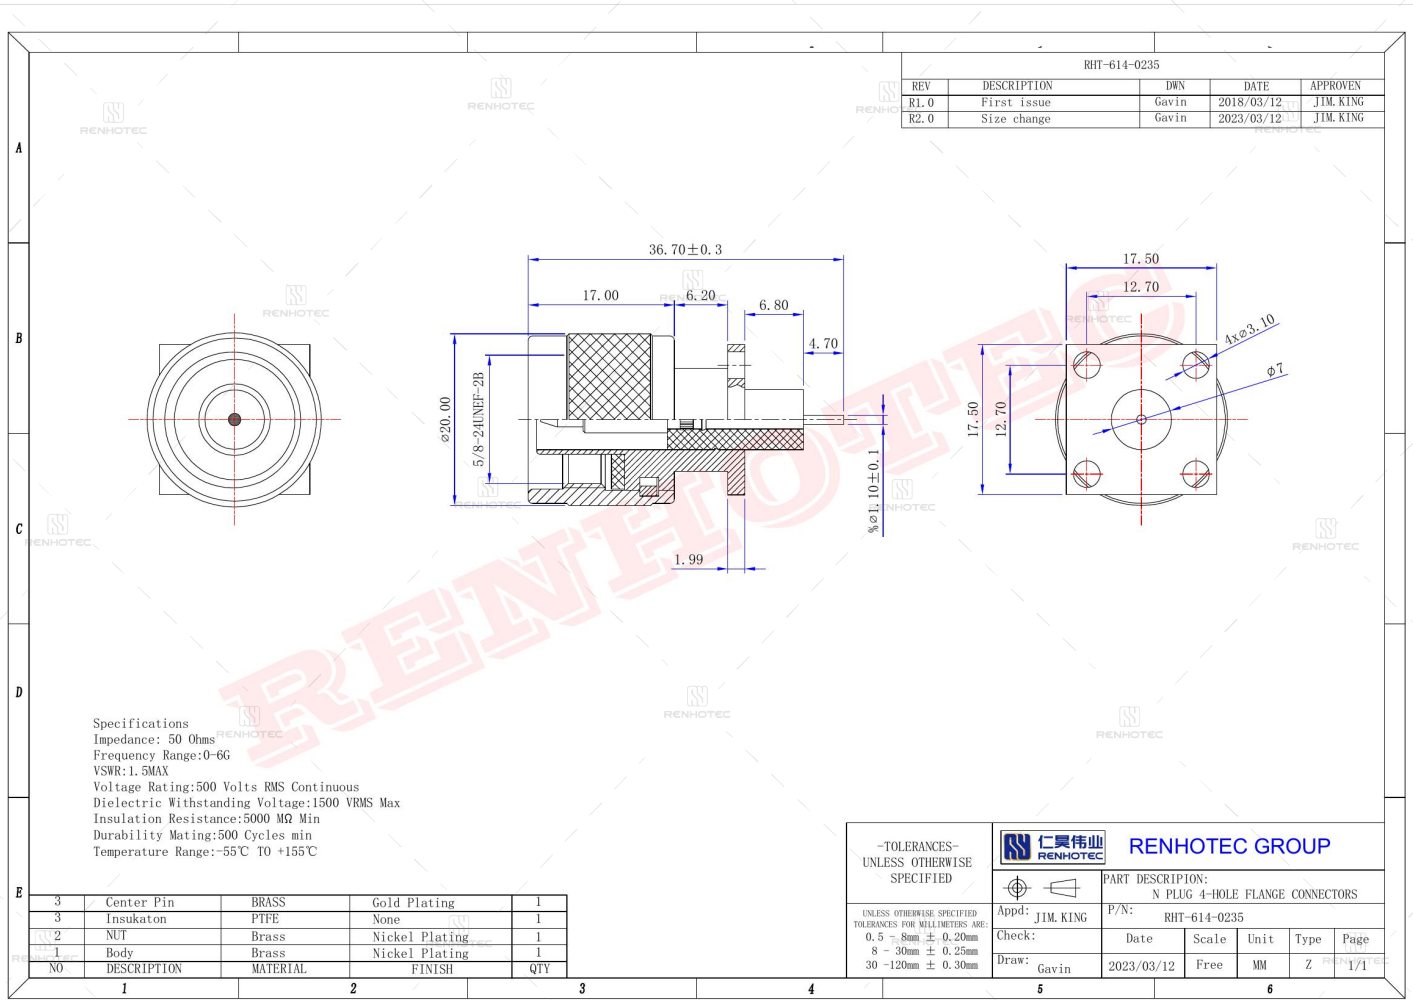 RHT-614-0235
REV DESCRIPTION DWN DATE APPROVEN
R1.0 First issue Gavin 2018/03/12 JIM.KING
R2.0 Size change Gavin 2023/03/12 JIM.KING
A
B
C
D
E
36.70±0.3
17.00
6.20
6.80
4.70
⌀20.00
5/8-24UNEF-2B
%⌀1.10±0.1
1.99
17.50
12.70
4x⌀3.10
⌀7
17.50
12.70
RENHOTEC
Specifications
Impedance: 50 Ohms
Frequency Range:0-6G
VSWR:1.5MAX
Voltage Rating:500 Volts RMS Continuous
Dielectric Withstanding Voltage:1500 VRMS Max
Insulation Resistance:5000 MΩ Min
Durability Mating:500 Cycles min
Temperature Range:-55℃ TO +155℃
3 Center Pin BRASS Gold Plating 1
3 Insukaton PTFE None 1
2 NUT Brass Nickel Plating 1
1 Body Brass Nickel Plating 1
NO DESCRIPTION MATERIAL FINISH QTY
-TOLERANCES-
UNLESS OTHERWISE
SPECIFIED
UNLESS OTHERWISE SPECIFIED
TOLERANCES FOR MILLIMETERS ARE:
0.5 - 8mm ± 0.20mm
8 - 30mm ± 0.25mm
30 -120mm ± 0.30mm
仁昊伟业
RENHOTEC
RENHOTEC GROUP
PART DESCRIPION:
N PLUG 4-HOLE FLANGE CONNECTORS
Appd: JIM.KING
P/N: RHT-614-0235
Check:
Date Scale Unit Type Page
Draw: Gavin
2023/03/12 Free MM Z 1/1
1 2 3 4 5 6